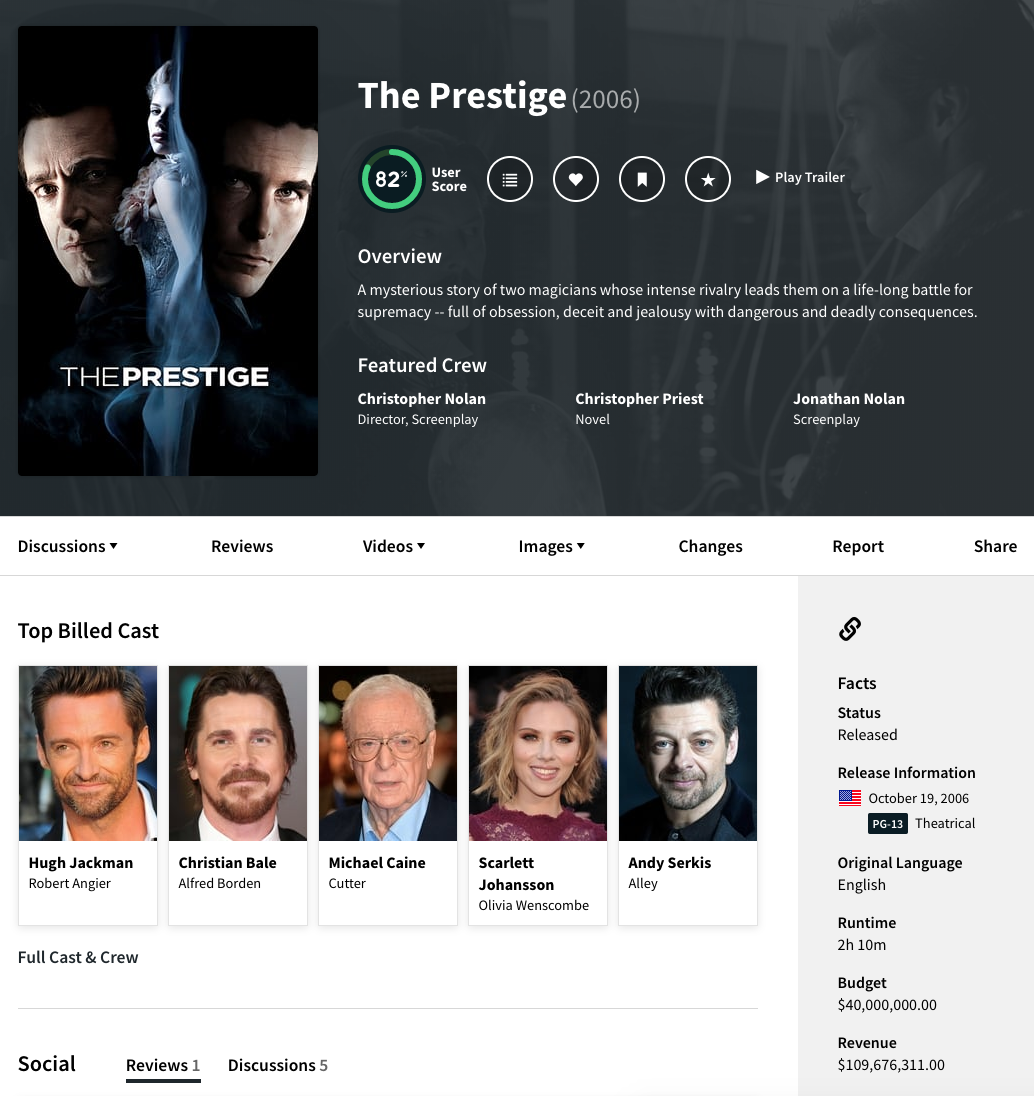 THE PRESTIGE
The Prestige (2006)
82%
User
Score
Play Trailer
Overview
A mysterious story of two magicians whose intense rivalry leads them on a life-long battle for
supremacy -- full of obsession, deceit and jealousy with dangerous and deadly consequences.
Featured Crew
Christopher Nolan
Director, Screenplay
Christopher Priest
Novel
Jonathan Nolan
Screenplay
Discussions Reviews Videos Images Changes Report Share
Top Billed Cast
Hugh Jackman
Robert Angier
Christian Bale
Alfred Borden
Michael Caine
Cutter
Scarlett
Johansson
Olivia Wenscombe
Andy Serkis
Alley
Full Cast & Crew
Social Reviews 1 Discussions 5
Facts
Status
Released
Release Information
October 19, 2006
PG-13 Theatrical
Original Language
English
Runtime
2h 10m
Budget
$40,000,000.00
Revenue
$109,676,311.00